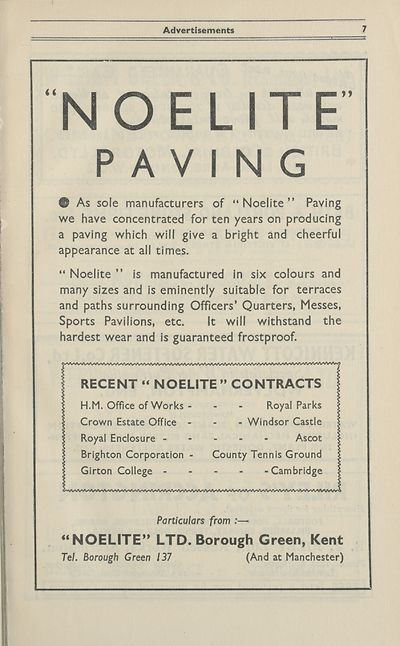 Advertisements 7
“NOELITE”
PAVING
As sole manufacturers of “Noelite” Paving
we have concentrated for ten years on producing
a paving which will give a bright and cheerful
appearance at all times.
“Noelite” is manufactured in six colours and
many sizes and is eminently suitable for terraces
and paths surrounding Officers’ Quarters, Messes,
Sports Pavilions, etc. It will withstand the
hardest wear and is guaranteed frostproof.
RECENT “NOELITE” CONTRACTS
H.M. Office of Works - - - Royal Parks
Crown Estate Office - - - Windsor Castle
Royal Enclosure - - - - - Ascot
Brighton Corporation - County Tennis Ground
Girton College - - - - - Cambridge
Particulars from :—
“NOELITE” LTD. Borough Green, Kent
Tel. Borough Green 137 (And at Manchester)